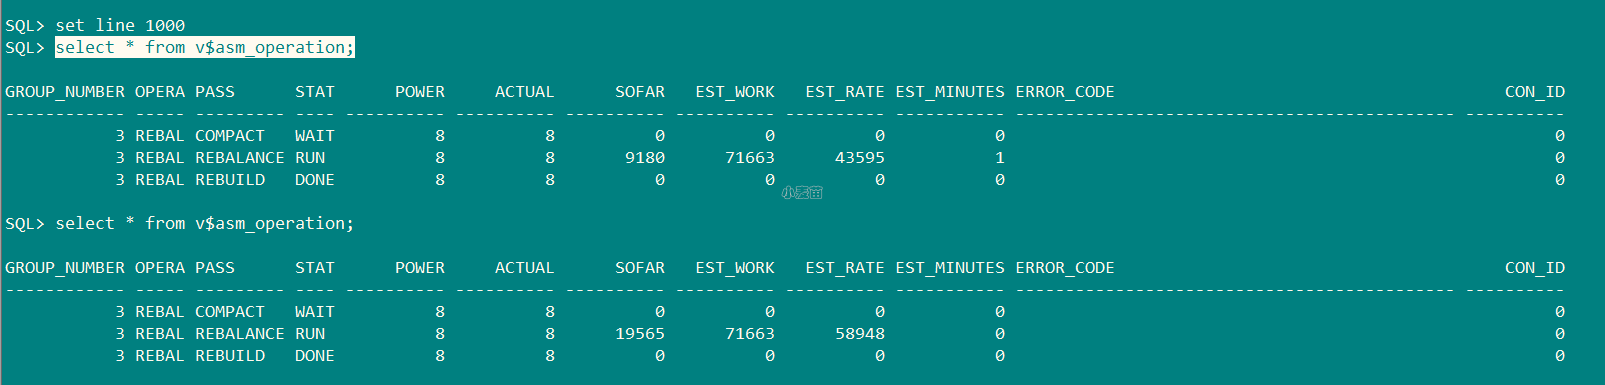 SQL> set line 1000
SQL> select * from v$asm_operation;
GROUP_NUMBER OPERA PASS      STAT      POWER     ACTUAL      SOFAR   EST_WORK   EST_RATE EST_MINUTES ERROR_CODE                                       CON_ID
------------ ----- --------- ---- ---------- ---------- ---------- ---------- ---------- ----------- -------------------------------------------- ----------
           3 REBAL COMPACT   WAIT          8          8          0          0          0           0                                                       0
           3 REBAL REBALANCE RUN           8          8       9180      71663      43595           1                                                       0
           3 REBAL REBUILD   DONE          8          8          0          0          0           0                                                       0
小麦苗
SQL> select * from v$asm_operation;
GROUP_NUMBER OPERA PASS      STAT      POWER     ACTUAL      SOFAR   EST_WORK   EST_RATE EST_MINUTES ERROR_CODE                                       CON_ID
------------ ----- --------- ---- ---------- ---------- ---------- ---------- ---------- ----------- -------------------------------------------- ----------
           3 REBAL COMPACT   WAIT          8          8          0          0          0           0                                                       0
           3 REBAL REBALANCE RUN           8          8      19565      71663      58948           0                                                       0
           3 REBAL REBUILD   DONE          8          8          0          0          0           0                                                       0